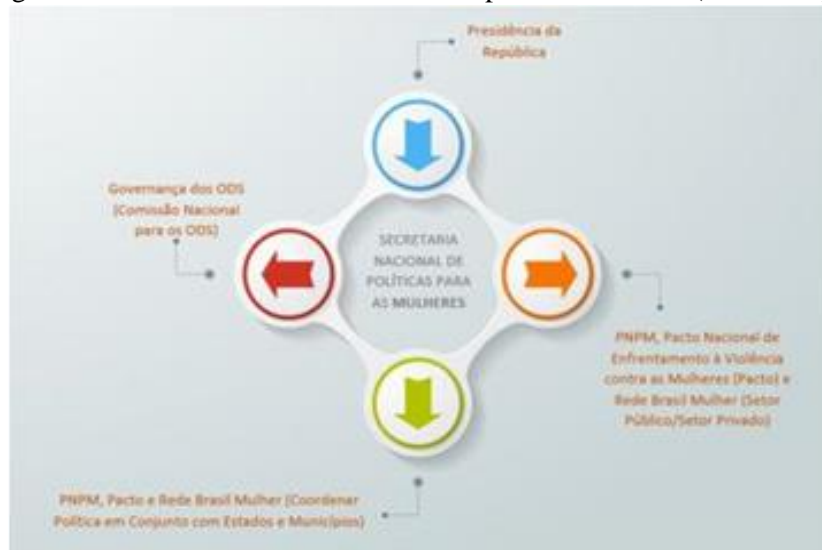 Presidência da
República
Governança dos ODS
(Comissão Nacional
para os ODS)
SECRETARIA
NACIONAL DE
POLÍTICAS PARA
AS MULHERES
PNPM, Pacto Nacional de
Enfrentamento à Violência
contra as Mulheres (Pacto) e
Rede Brasil Mulher (Setor
Público/Setor Privado)
PNPM, Pacto e Rede Brasil Mulher (Coordenar
Política em Conjunto com Estados e Municípios)